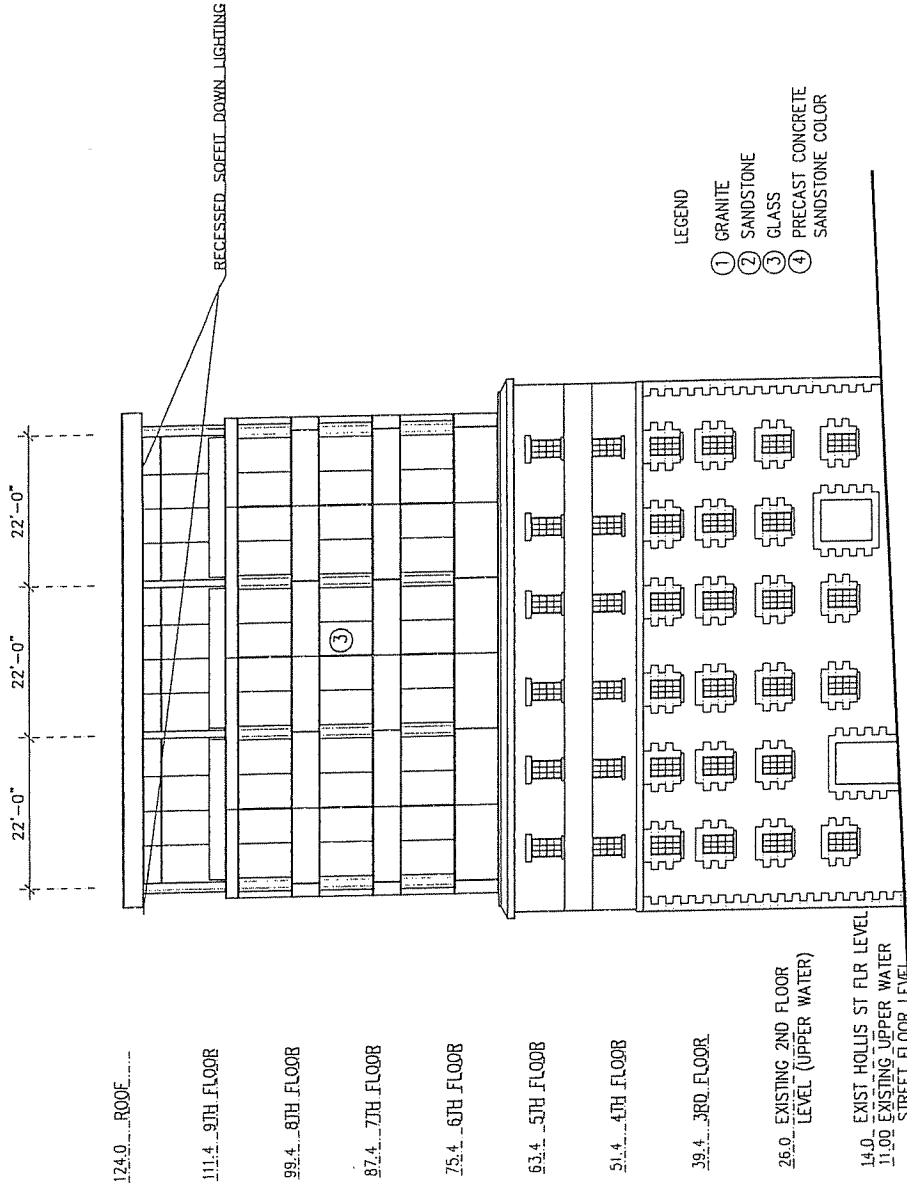 22'-0"
22'-0"
22'-0"
RECESSED SOFFIT DOWN LIGHTING
124.0 ROOF
111.4 9TH FLOOR
99.4 8TH FLOOR
87.4 7TH FLOOR
75.4 6TH FLOOR
63.4 5TH FLOOR
51.4 4TH FLOOR
39.4 3RD FLOOR
26.0 EXISTING 2ND FLOOR
LEVEL (UPPER WATER)
14.0 EXIST HOLLIS ST FLR LEVEL
11.00 EXISTING UPPER WATER
STREET FLOOR LEVEL
3
LEGEND
1 GRANITE
2 SANDSTONE
3 GLASS
4 PRECAST CONCRETE
SANDSTONE COLOR